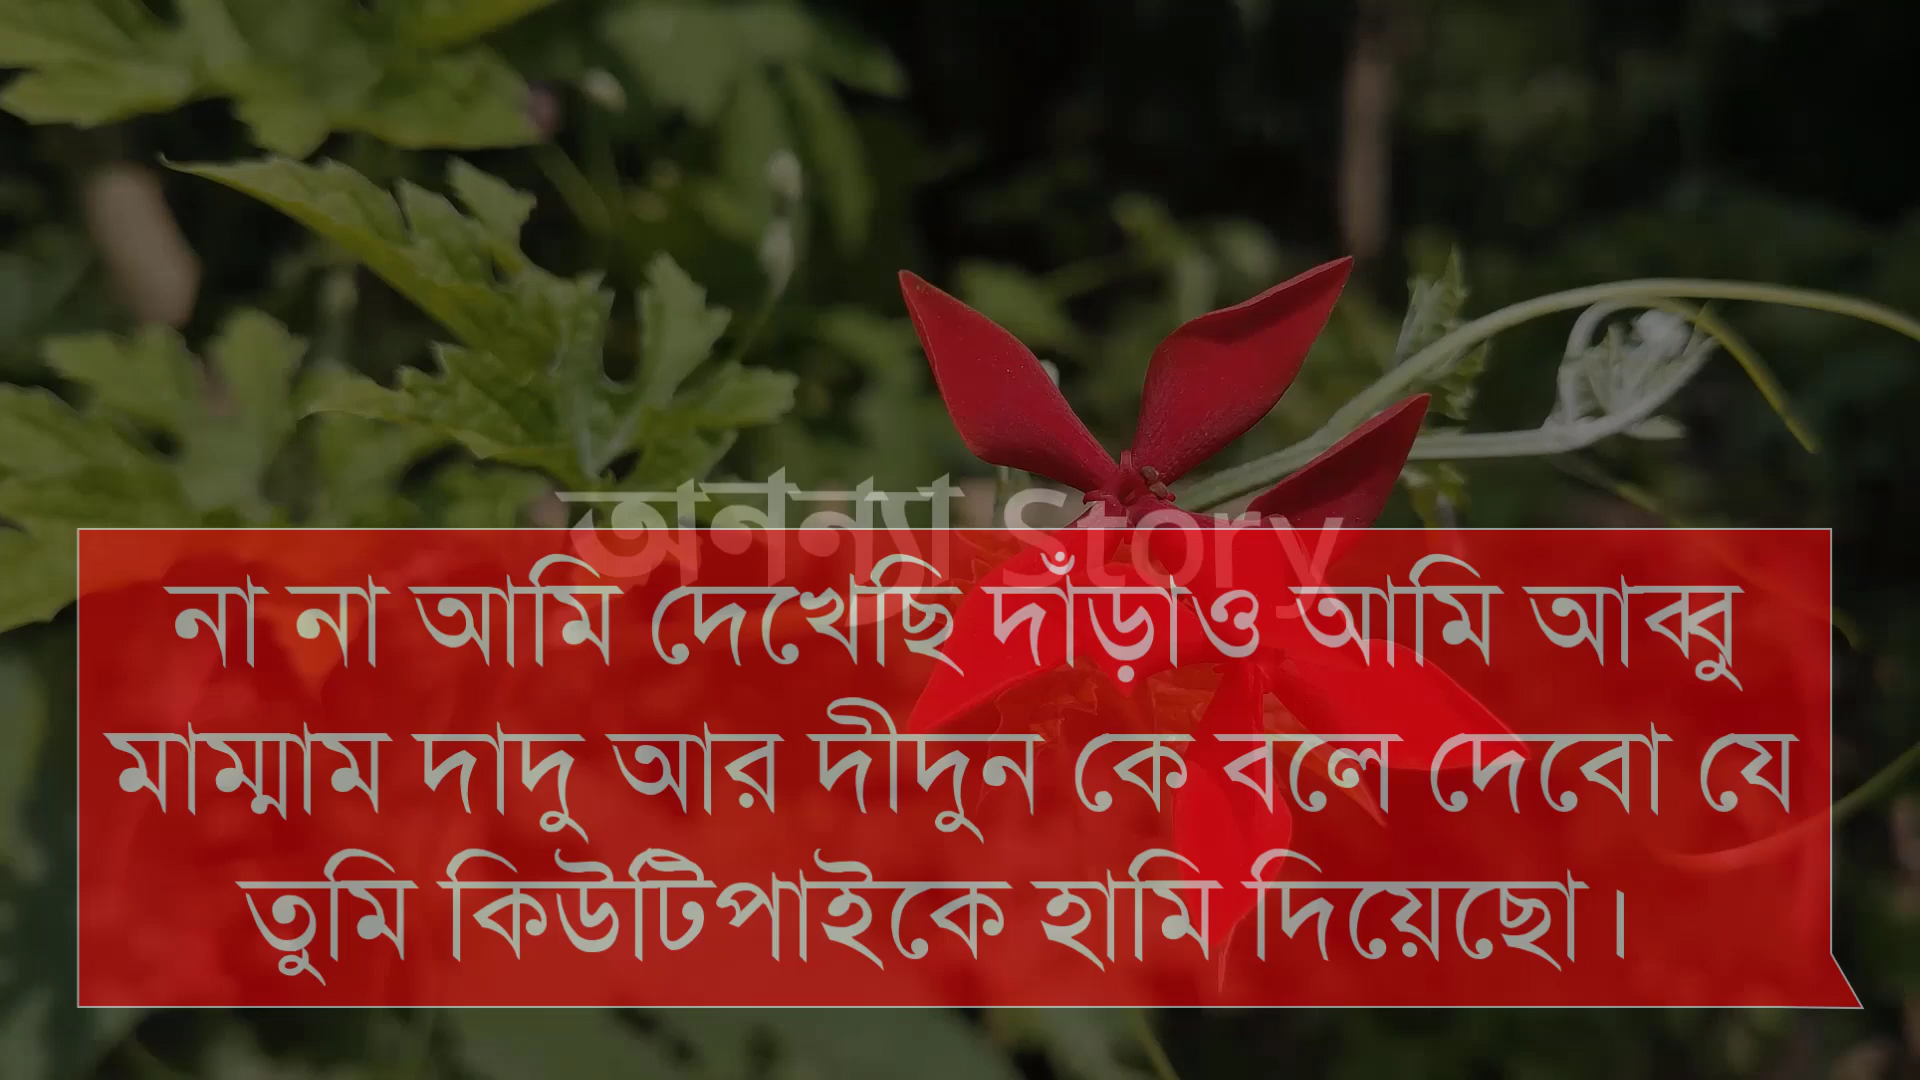 অনন্যা Story
না না আমি দেখেছি দাঁড়াও আমি আব্বু
মাম্মাম দাদু আর দীদুন কে বলে দেবো যে
তুমি কিউটিপাইকে হামি দিয়েছো।